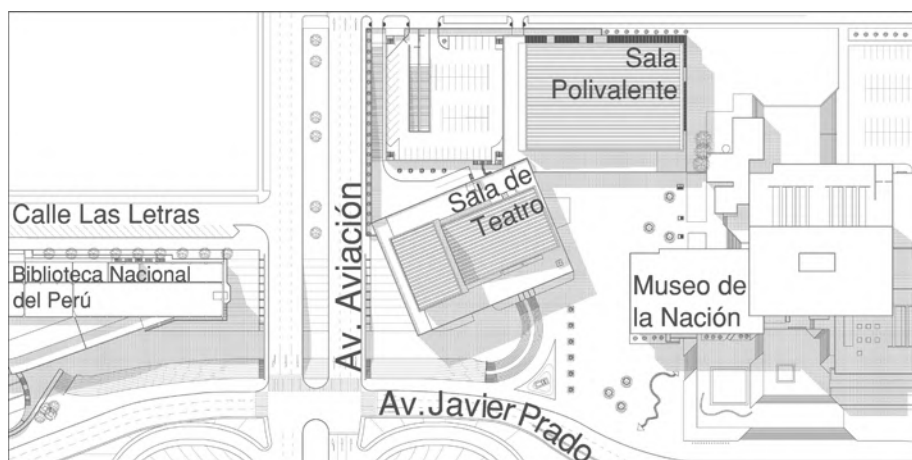 Sala
Polivalente
Sala de
Teatro
Calle Las Letras
Av. Aviación
Biblioteca Nacional
del Perú
Museo de
la Nación
Av. Javier Prado